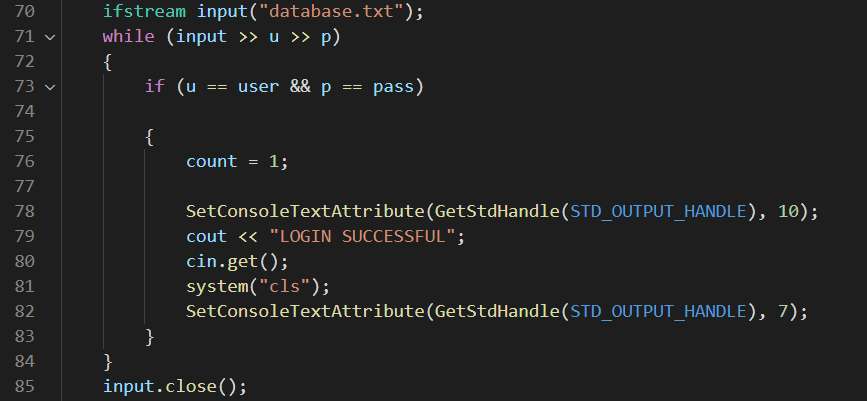 70 ifstream input("database.txt");
71 while (input >> u >> p)
72 {
73 if (u == user && p == pass)
74
75 {
76 count = 1;
77
78 SetConsoleTextAttribute(GetStdHandle(STD_OUTPUT_HANDLE), 10);
79 cout << "LOGIN SUCCESSFUL";
80 cin.get();
81 system("cls");
82 SetConsoleTextAttribute(GetStdHandle(STD_OUTPUT_HANDLE), 7);
83 }
84 }
85 input.close();